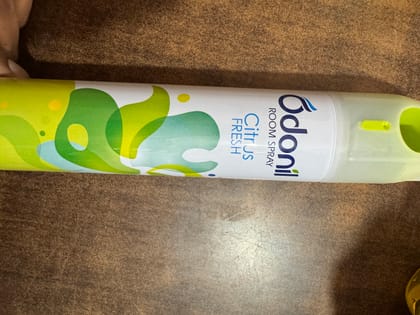 Odonil
ROOM SPRAY
Citrus
FRESH